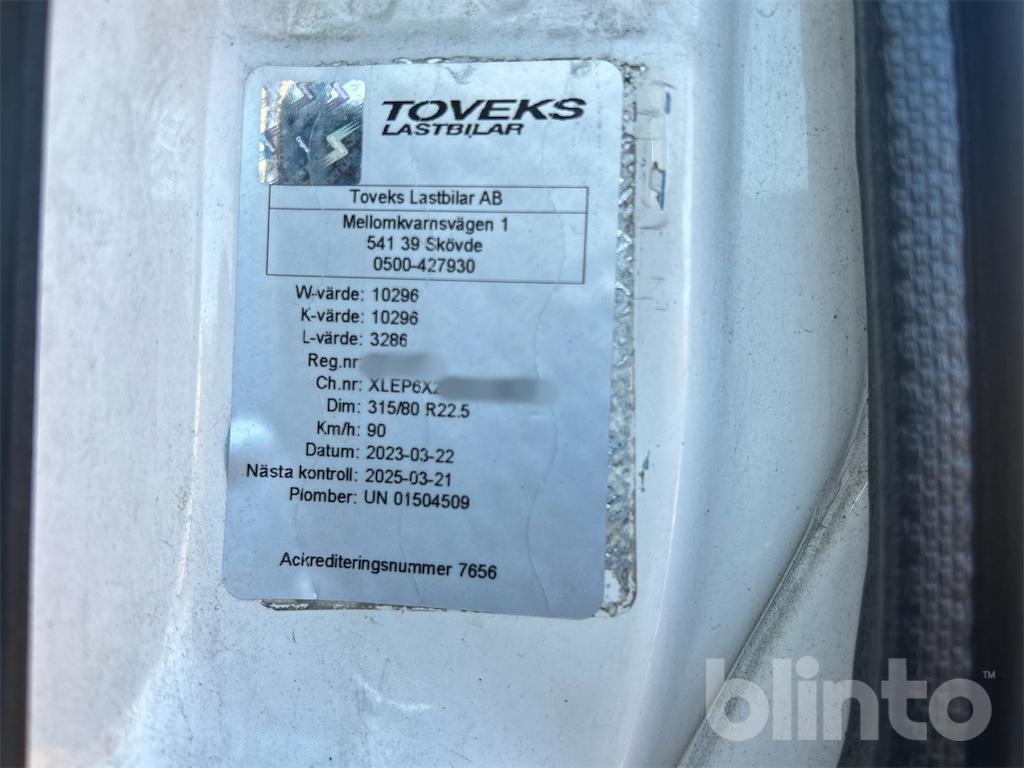 TOVEKS
LASTBILAR
Toveks Lastbilar AB
Mellomkvarnsvägen 1
541 39 Skövde
0500-427930
W-värde: 10296
K-värde: 10296
L-värde: 3286
Reg.nr
Ch.nr: XLEP6X2
Dim: 315/80 R22.5
Km/h: 90
Datum: 2023-03-22
Nästa kontroll: 2025-03-21
Plomber: UN 01504509
Ackrediteringsnummer 7656
blinto™